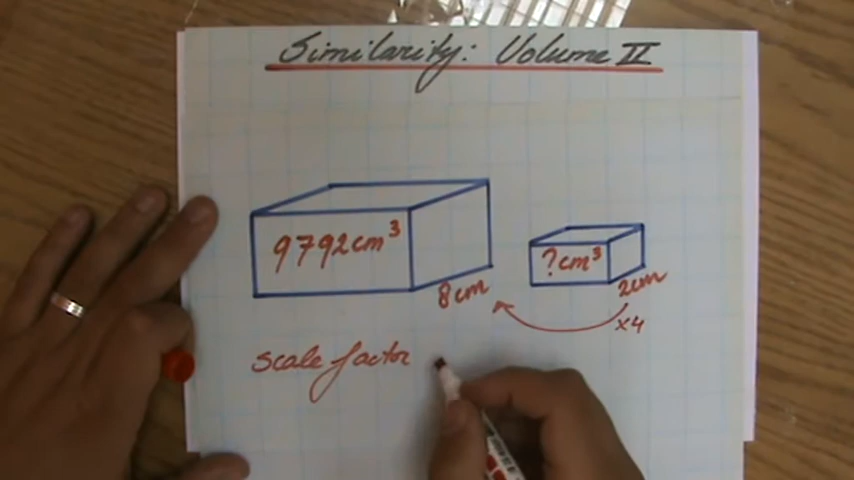 Similarity: Volume II
9792cm³
?cm³
8cm
2cm
x4
scale factor